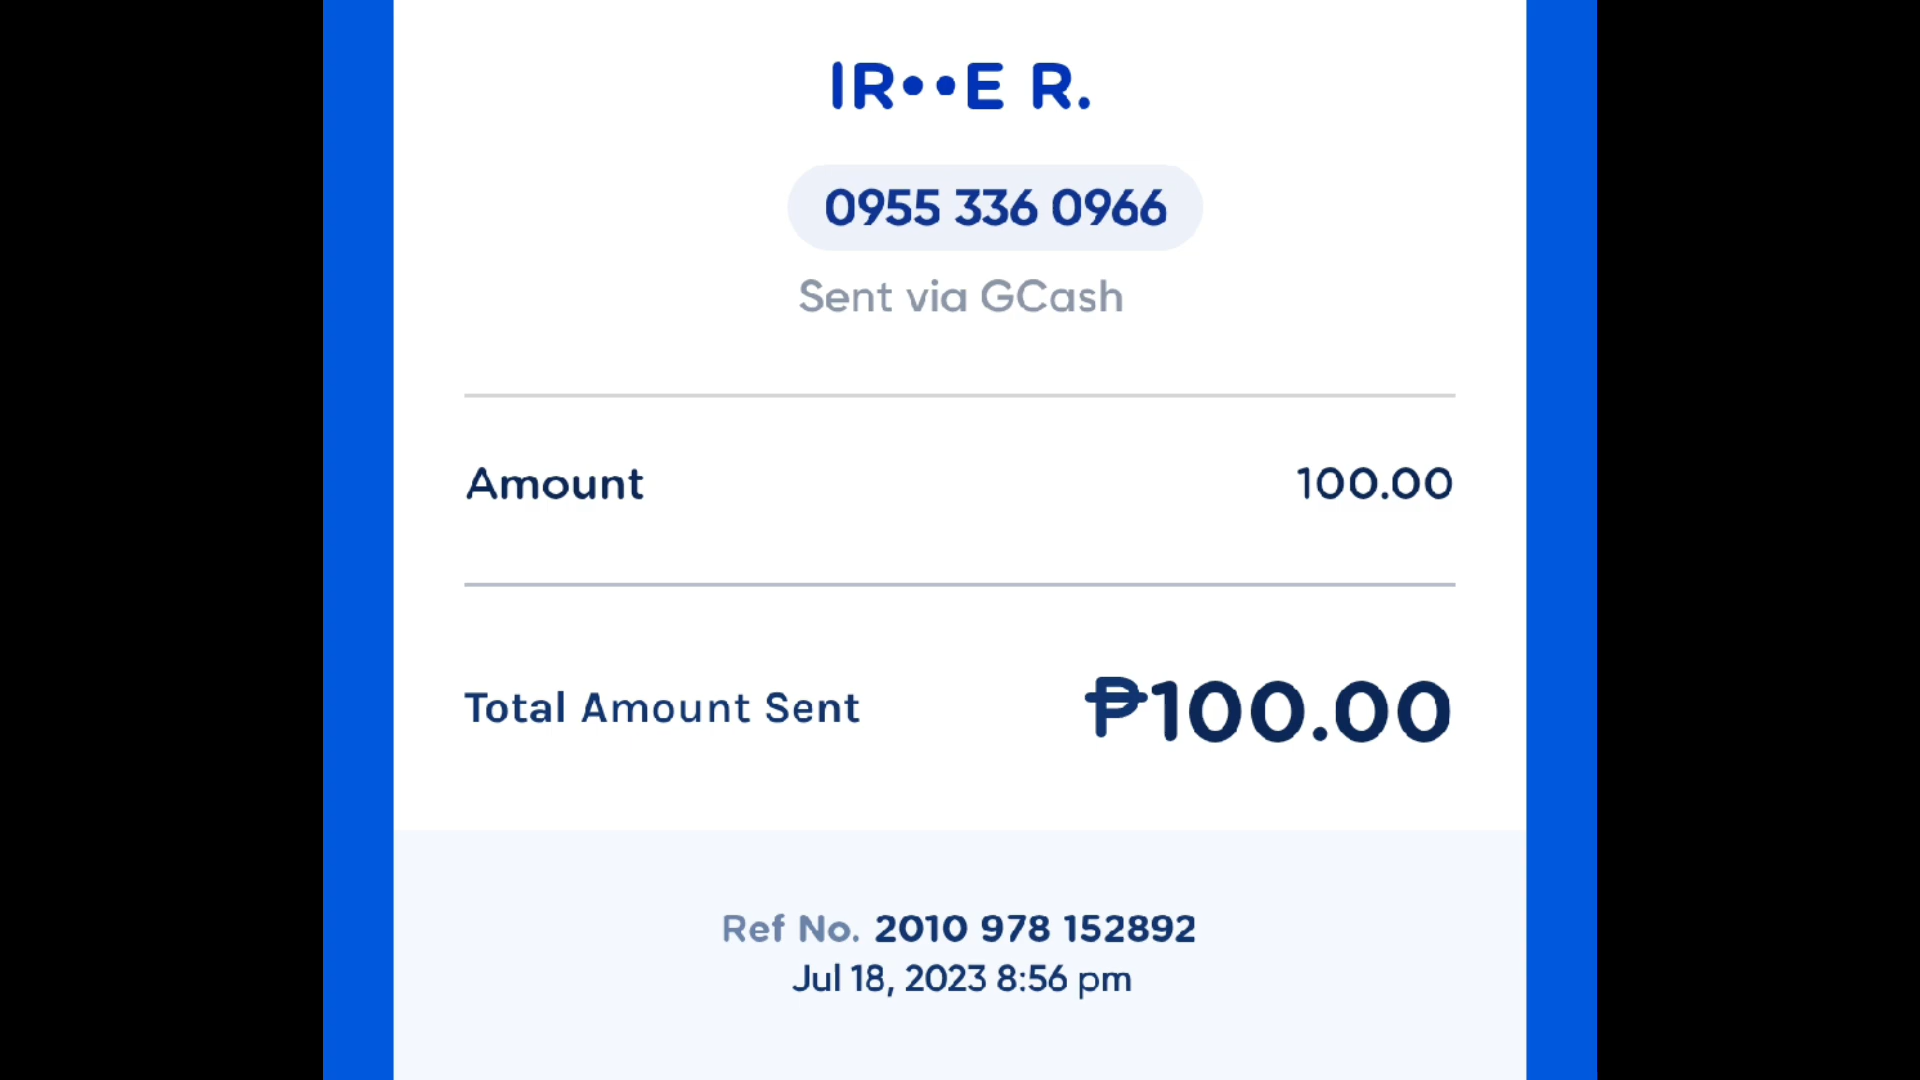 IR••E R.
0955 336 0966
Sent via GCash
Amount 100.00
Total Amount Sent ₱100.00
Ref No. 2010 978 152892
Jul 18, 2023 8:56 pm